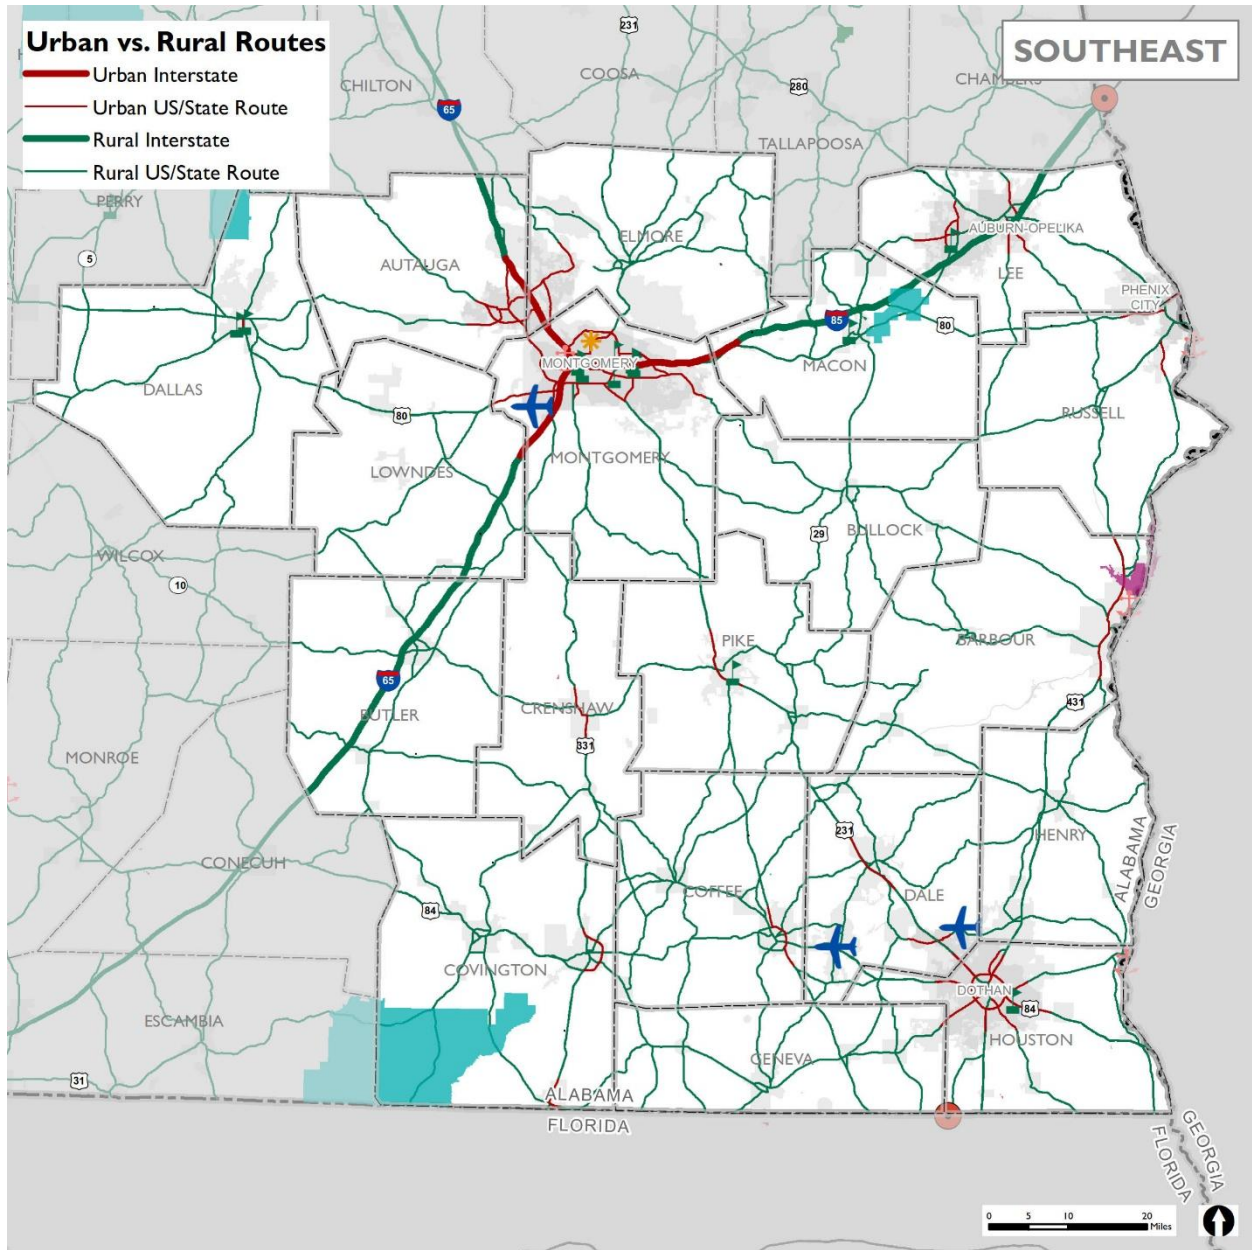 Urban vs. Rural Routes
Urban Interstate
Urban US/State Route
Rural Interstate
Rural US/State Route
SOUTHEAST
231
COOSA
CHAMBERS
CHILTON
65
280
TALLAPOOSA
PERRY
5
AUTAUGA
ELMORE
AUBURN-OPELIKA
LEE
PHENIX
CITY
85
80
MONTGOMERY
MACON
DALLAS
80
RUSSELL
LOWNDES
MONTGOMERY
29
BULLOCK
WILCOX
10
PIKE
BARBOUR
65
BUTLER
CRENSHAW
431
331
MONROE
231
HENRY
ALABAMA
GEORGIA
CONECUH
COFFEE
DALE
84
COVINGTON
DOTHAN
84
ESCAMBIA
HOUSTON
GENEVA
31
ALABAMA
FLORIDA
GEORGIA
FLORIDA
0 5 10 20
Miles